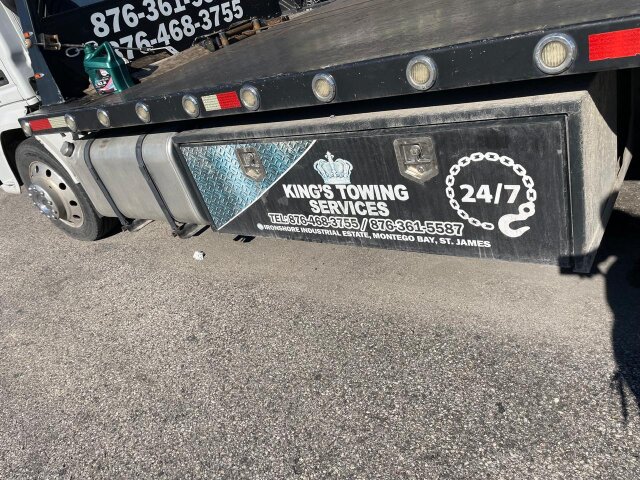 876-468-3755
KING'S TOWING
SERVICES
TEL:876-468-3755 / 876-361-5587
IRONSHORE INDUSTRIAL ESTATE, MONTEGO BAY, ST. JAMES
24/7